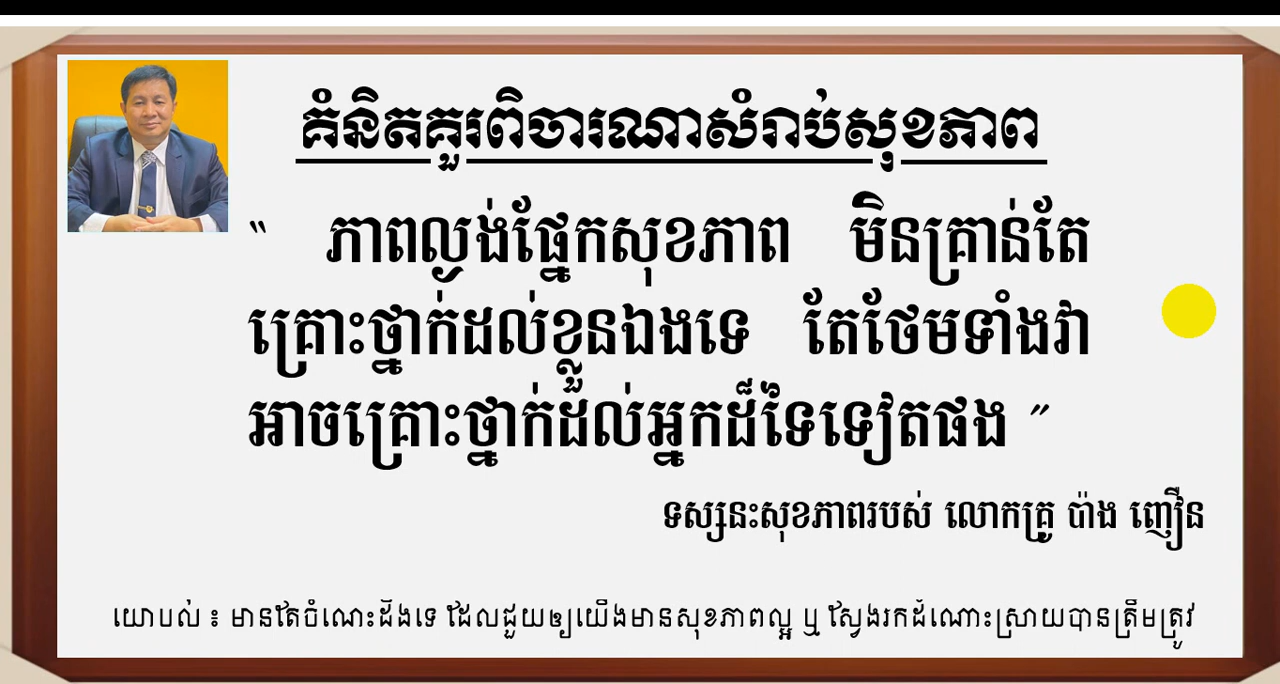 គំនិតគួរពិចារណាសំរាប់សុខភាព
“ ភាពល្ងង់ផ្នែកសុខភាព មិនគ្រាន់តែ
គ្រោះថ្នាក់ដល់ខ្លួនឯងទេ តែថែមទាំងវា
អាចគ្រោះថ្នាក់ដល់អ្នកដ៏ទៃទៀតផង ”
ទស្សនះសុខភាពរបស់ លោកគ្រូ ប៉ាង ញឿន
យោបល់ ៖ មានតែចំណេះដឹងទេ ដែលជួយឲ្យយើងមានសុខភាពល្អ ឬ ស្វែងរកដំណោះស្រាយបានត្រឹមត្រូវ